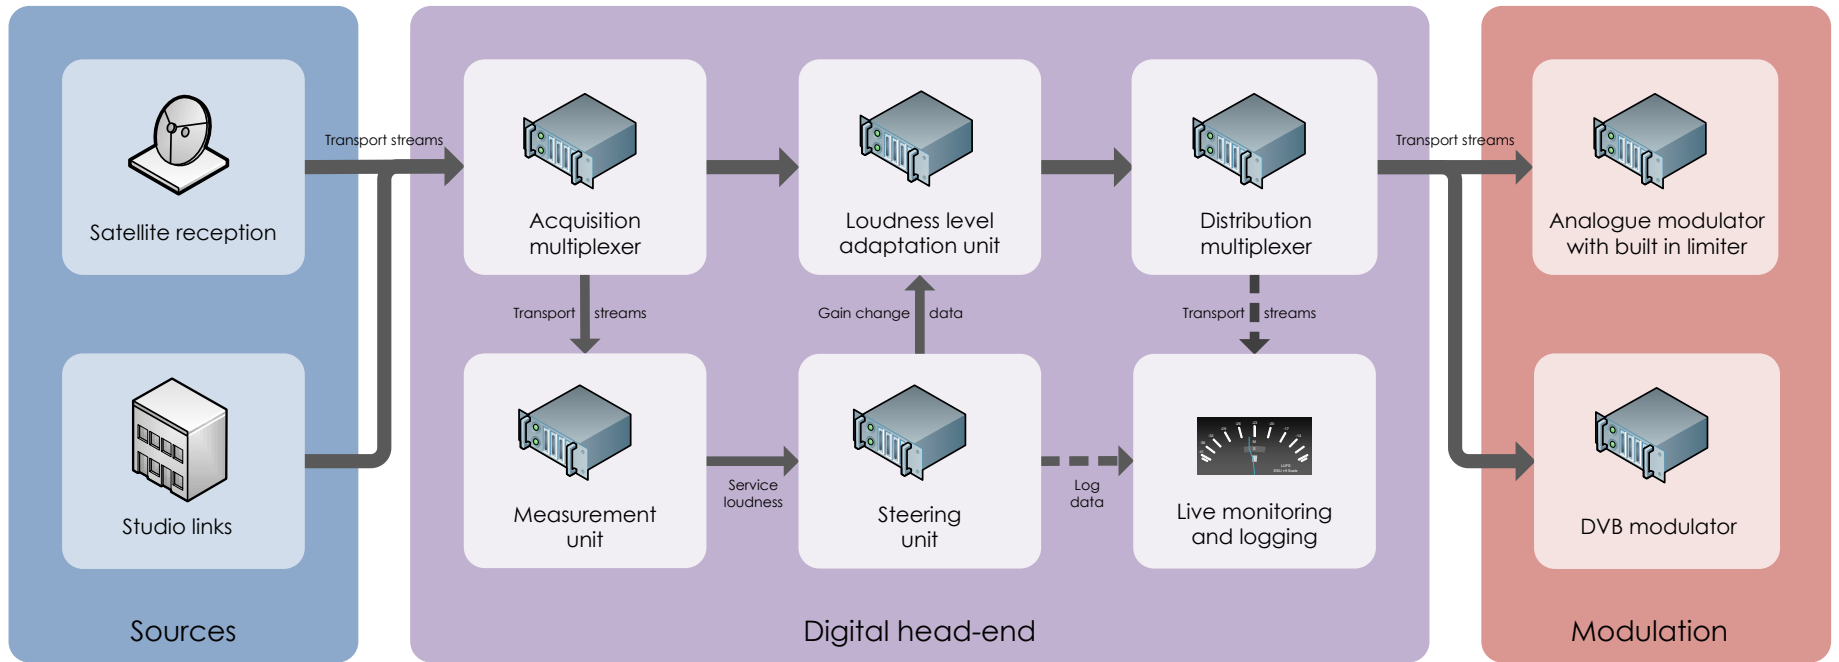 Satellite reception
Studio links
Sources
Transport streams
Acquisition
multiplexer
Loudness level
adaptation unit
Distribution
multiplexer
Transport streams
Gain change data
Transport streams
Measurement
unit
Service
loudness
Steering
unit
Log
data
Live monitoring
and logging
Digital head-end
Transport streams
Analogue modulator
with built in limiter
DVB modulator
Modulation